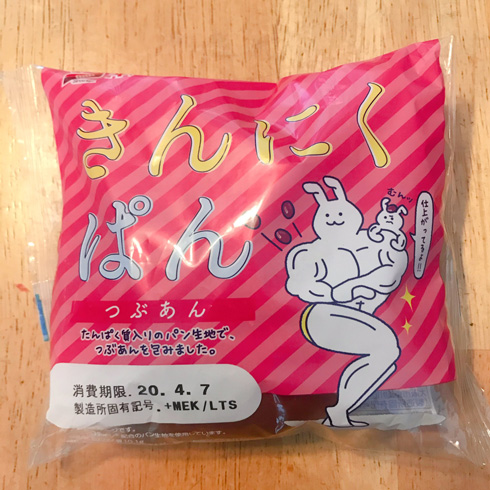 きんにく
ぱん
むんッ
仕上がってるよ!!
つぶあん
たんぱく質入りのパン生地で、
つぶあんを包みました。
消費期限. 20. 4. 7
製造所固有記号. +MEK/LTS